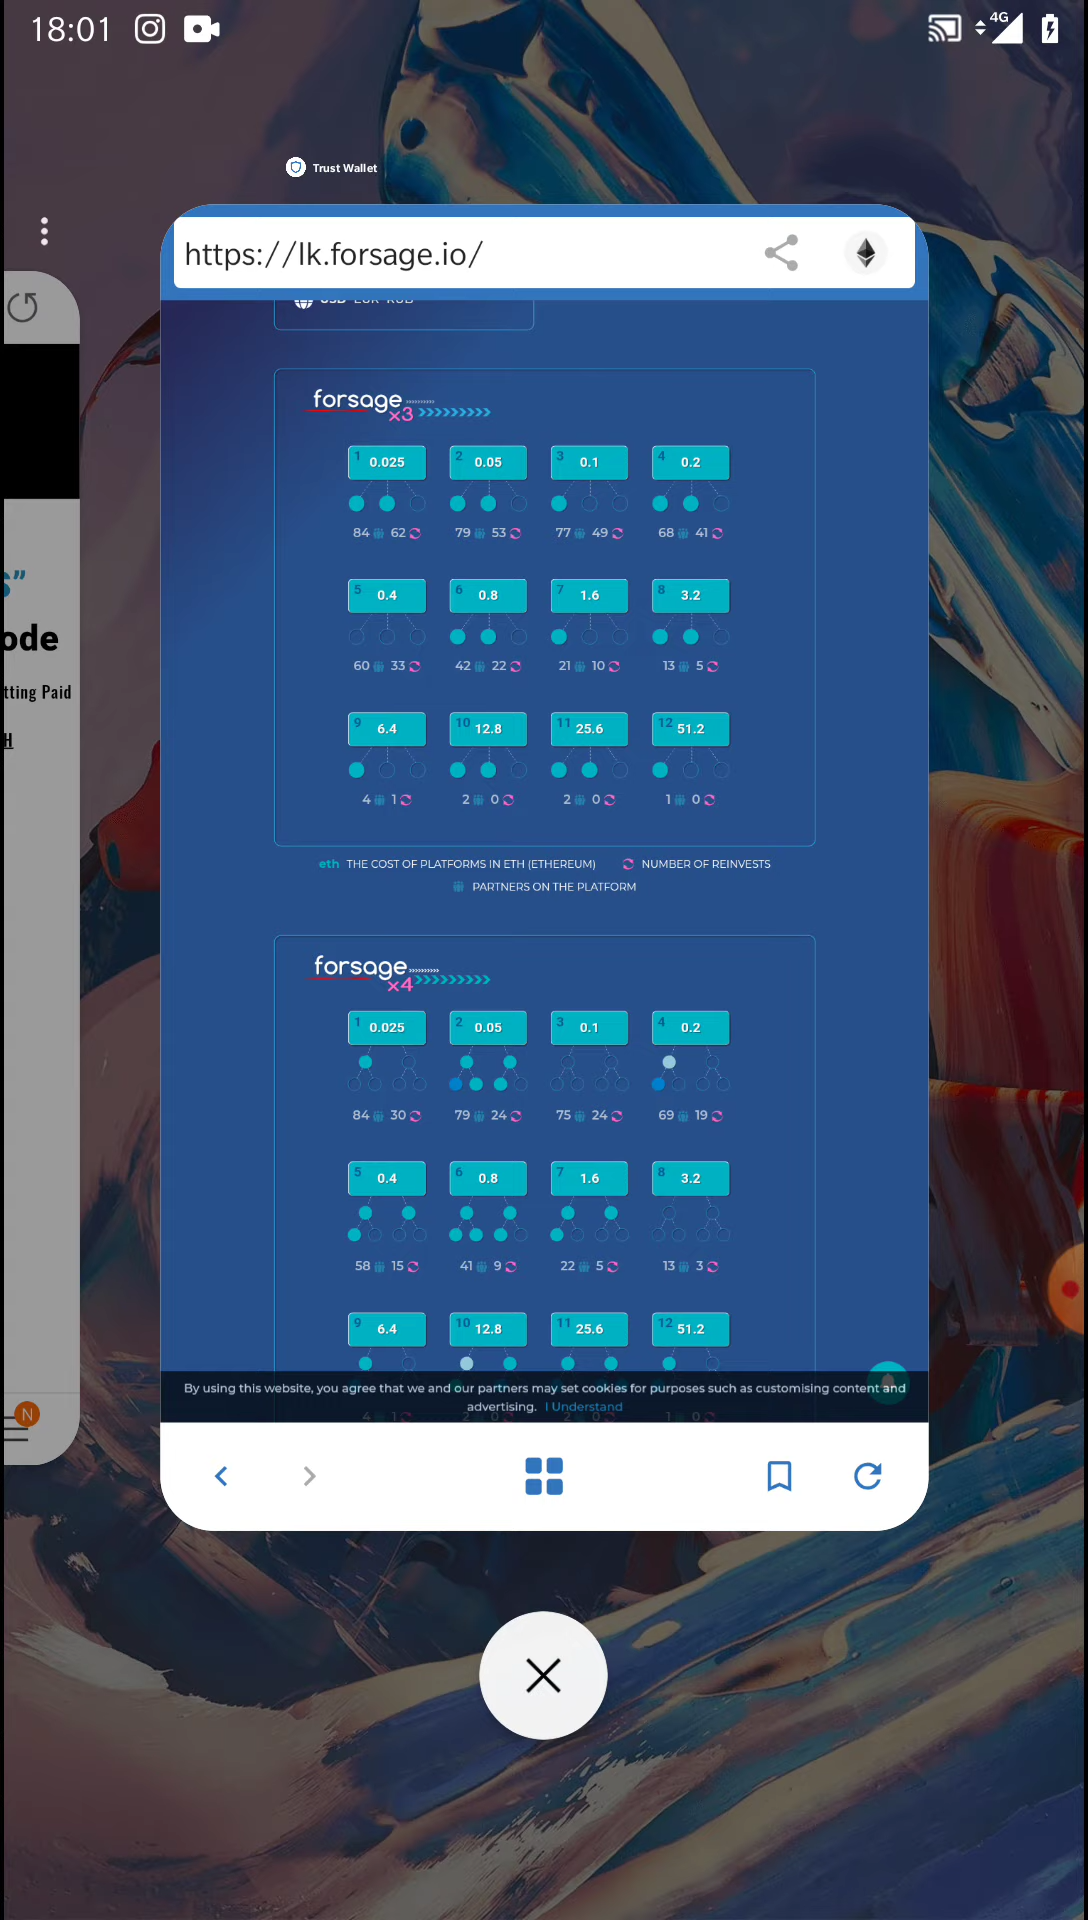 18:01
4G
Trust Wallet
https://lk.forsage.io/
ode
tting Paid
H
N
forsage
x3
1 0.025 2 0.05 3 0.1 4 0.2
84 62 79 53 77 49 68 41
5 0.4 6 0.8 7 1.6 8 3.2
60 33 42 22 21 10 13 5
9 6.4 10 12.8 11 25.6 12 51.2
4 1 2 0 2 0 1 0
eth THE COST OF PLATFORMS IN ETH (ETHEREUM) NUMBER OF REINVESTS
PARTNERS ON THE PLATFORM
forsage
x4
1 0.025 2 0.05 3 0.1 4 0.2
84 30 79 24 75 24 69 19
5 0.4 6 0.8 7 1.6 8 3.2
58 15 41 9 22 5 13 3
9 6.4 10 12.8 11 25.6 12 51.2
By using this website, you agree that we and our partners may set cookies for purposes such as customising content and
advertising. I Understand
4 1 2 0 2 0 1 0